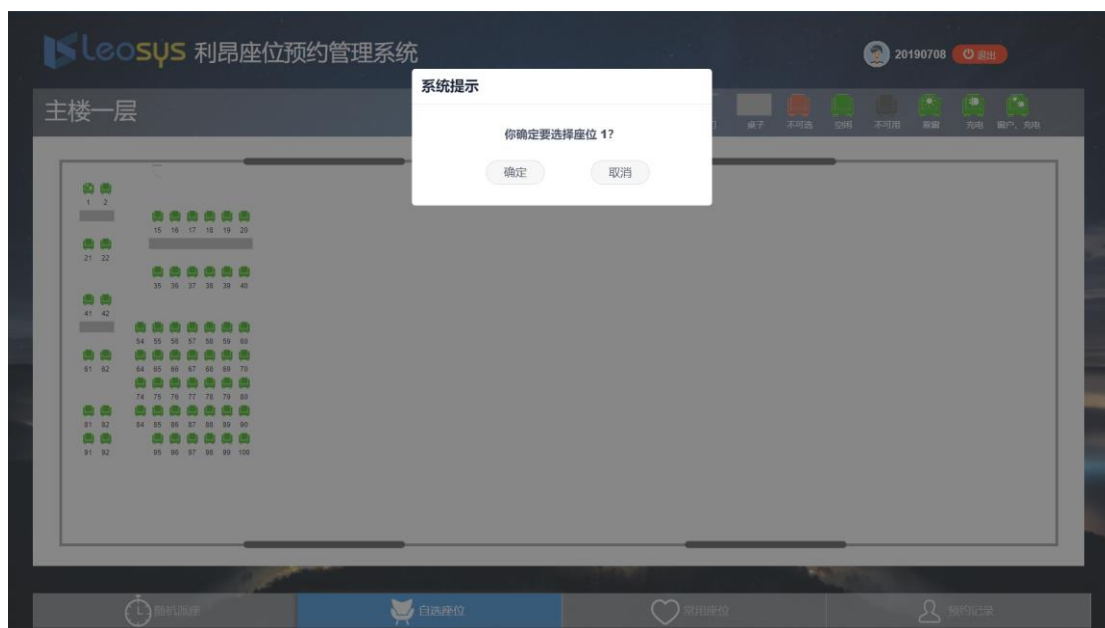 Leosys 利昂座位预约管理系统
20190708 退出
系统提示
主楼一层
桌子 不可选 空闲 不可用 靠窗 充电 窗户、充电
你确定要选择座位 1?
确定 取消
1 2
15 16 17 18 19 20
21 22
35 36 37 38 39 40
41 42
54 55 56 57 58 59 60
61 62 64 65 66 67 68 69 70
74 75 76 77 78 79 80
81 82 84 85 86 87 88 89 90
91 92 95 96 97 98 99 100
随机派座 自选座位 常用座位 预约记录